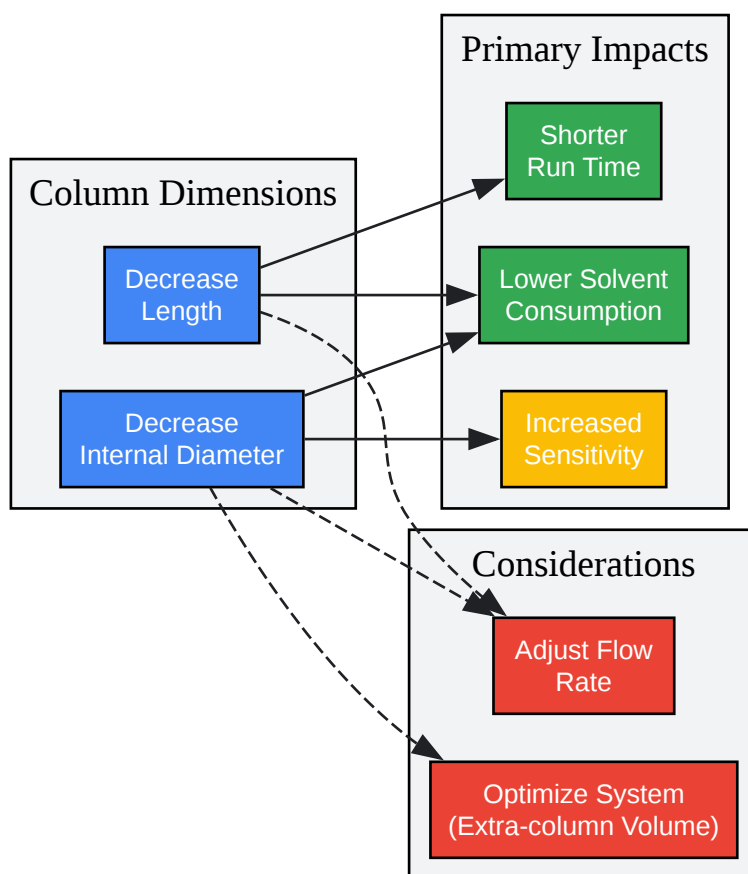 Column Dimensions
Decrease
Length
Decrease
Internal Diameter
Primary Impacts
Shorter
Run Time
Lower Solvent
Consumption
Increased
Sensitivity
Considerations
Adjust Flow
Rate
Optimize System
(Extra-column Volume)